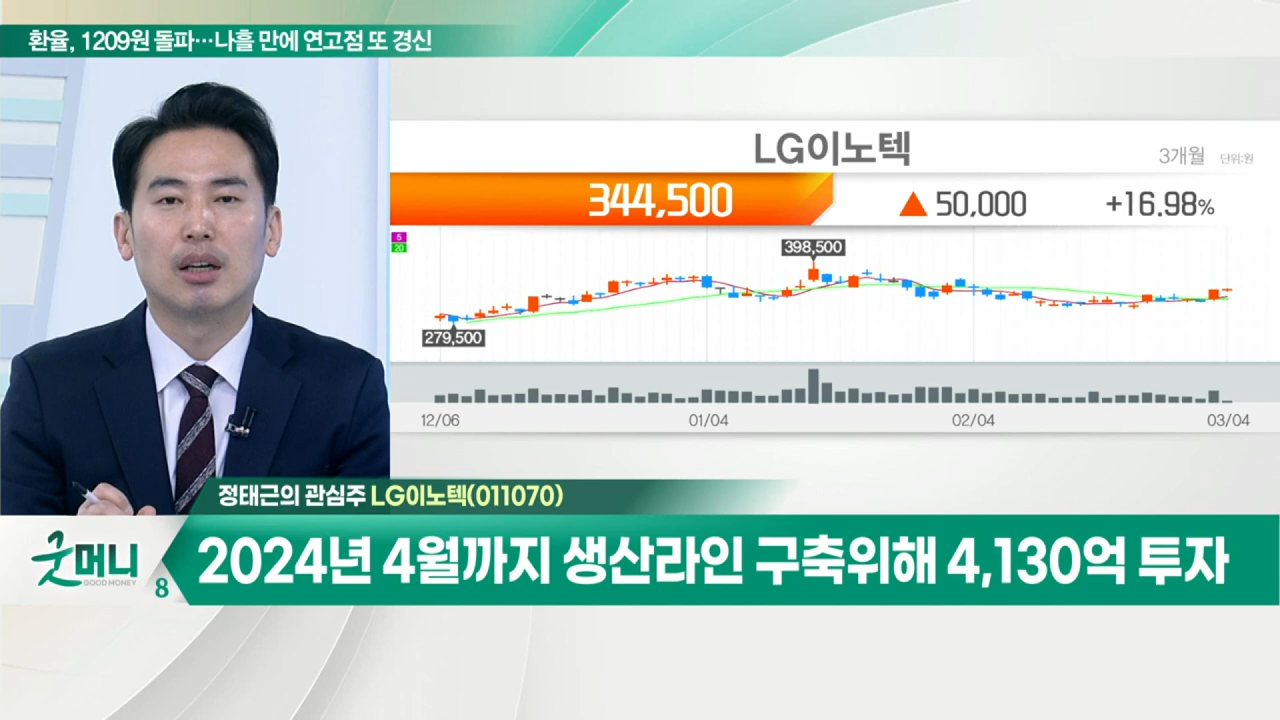 환율, 1209원 돌파…나흘 만에 연고점 또 경신
LG이노텍
3개월 단위:원
344,500 ▲ 50,000 +16.98%
5
20
398,500
279,500
12/06 01/04 02/04 03/04
정태근의 관심주 LG이노텍(011070)
굿머니
GOOD MONEY
8
2024년 4월까지 생산라인 구축위해 4,130억 투자